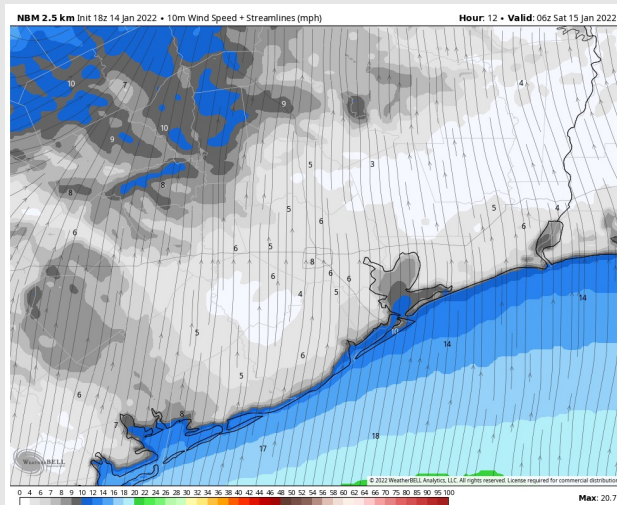 NBM 2.5 km Init 18z 14 Jan 2022 • 10m Wind Speed + Streamlines (mph) Hour: 12 • Valid: 06z Sat 15 Jan 2022
10 7 4
9
10
9
5 3
8 8
5 5 4
6 6
6 6 5
8 6
6 6
4 5 14
10
5 14
6
5
6
8
7 18
17
WeatherBELL
© 2022 WeatherBELL Analytics, LLC. All rights reserved. License required for commercial distribution
0 4 6 7 9 10 12 14 16 18 20 22 24 26 28 30 32 34 36 38 40 42 44 46 48 50 52 54 56 58 60 62 64 66 70 75 80 85 90 95 100
Max: 20.7